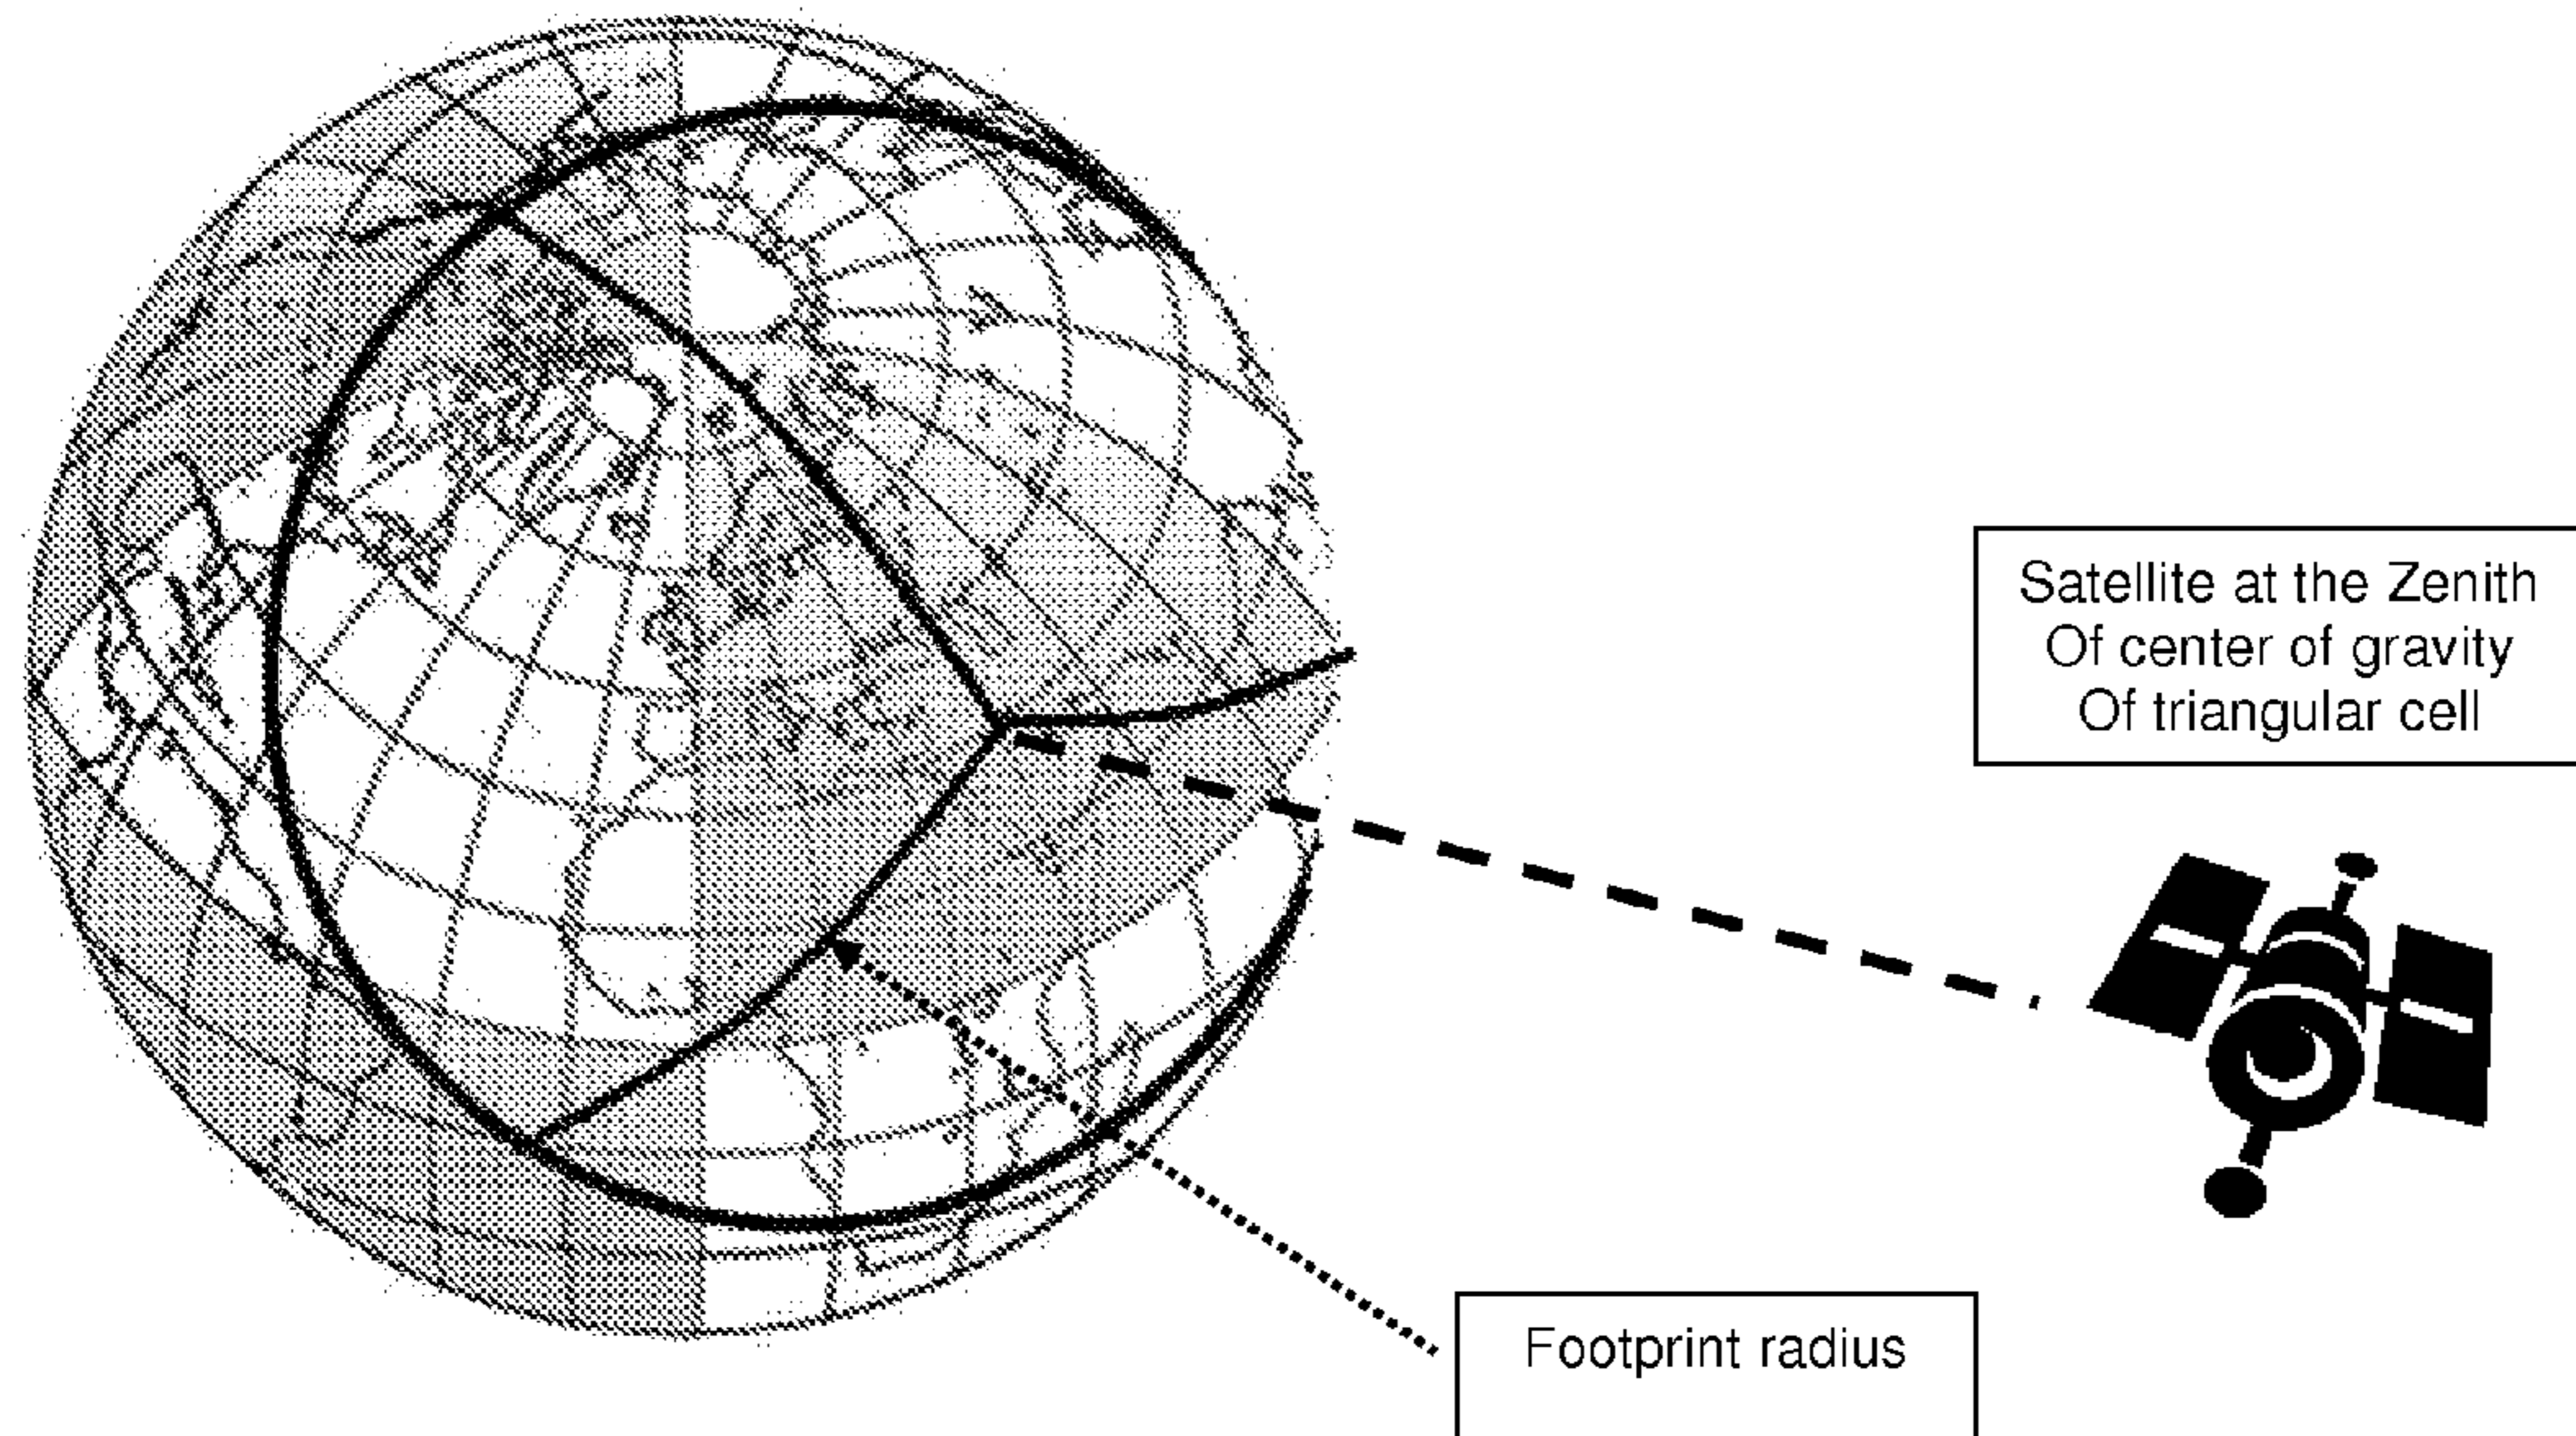 Satellite at the Zenith
Of center of gravity
Of triangular cell
Footprint radius